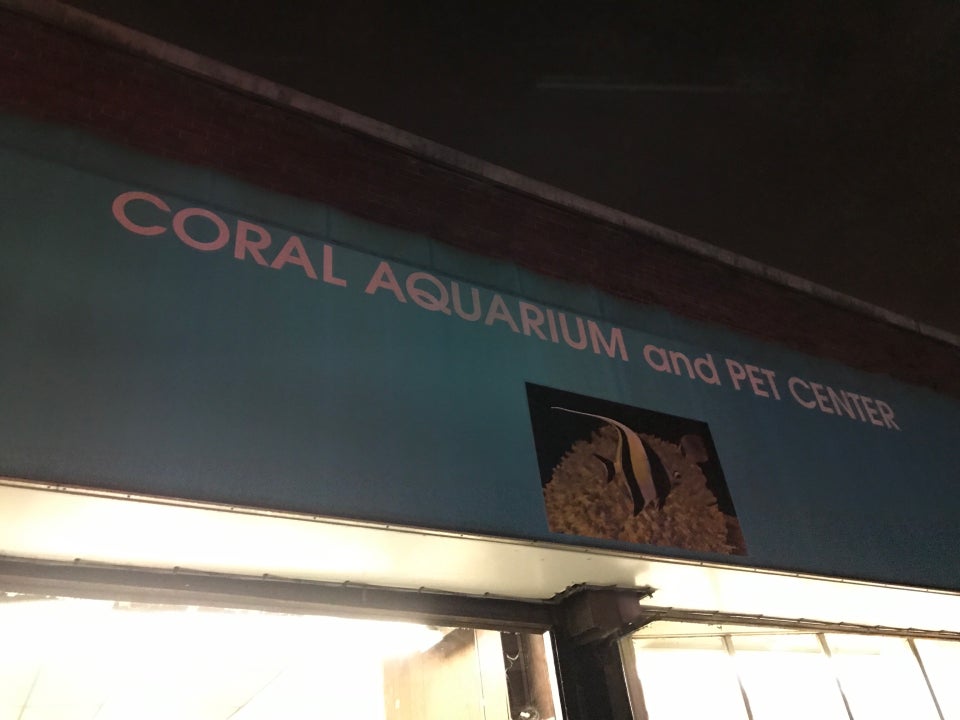 CORAL AQUARIUM and PET CENTER